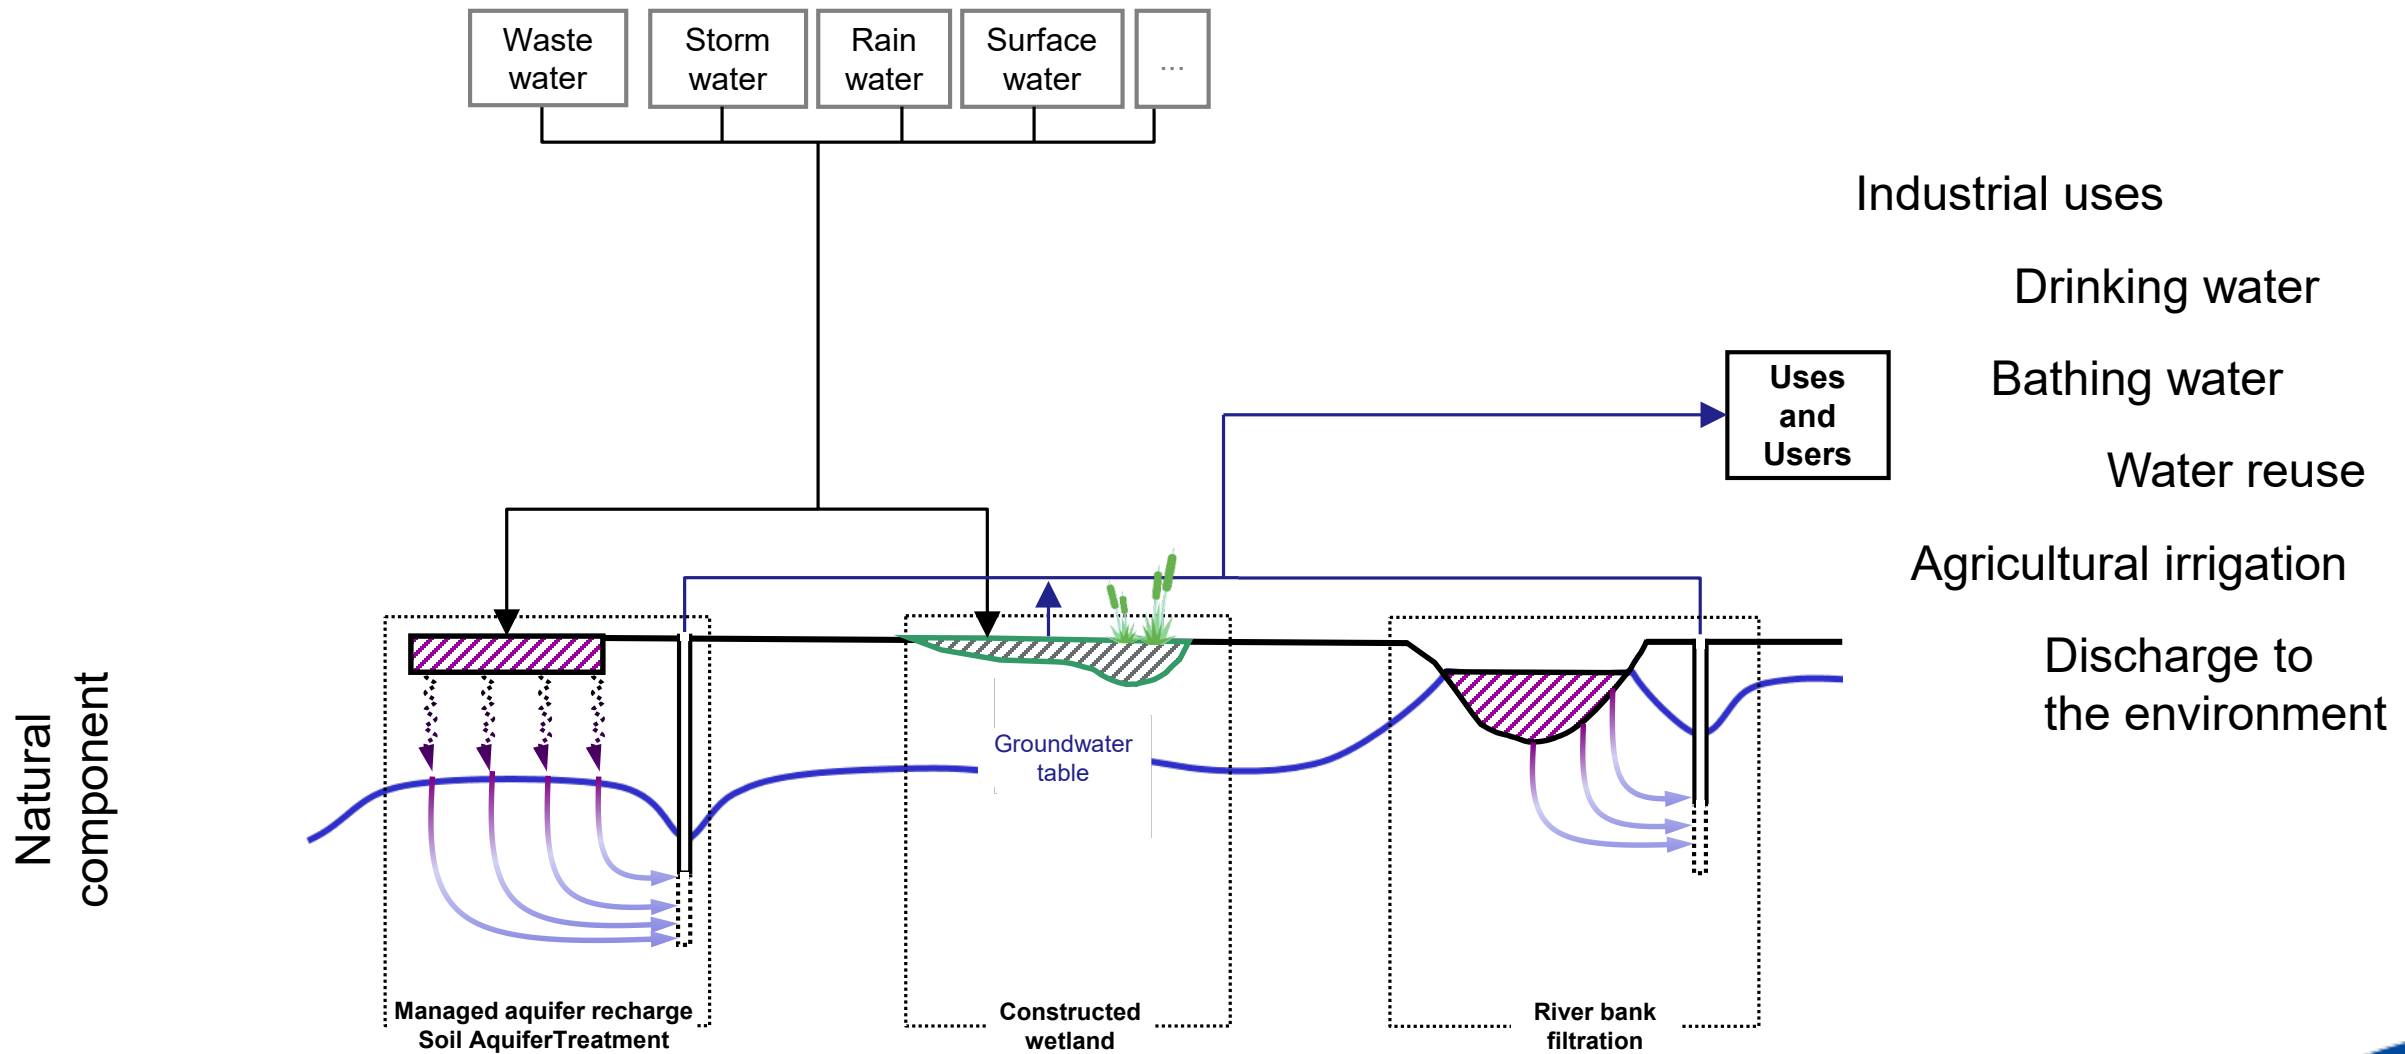 Waste
water
Storm
water
Rain
water
Surface
water
...
Industrial uses
Drinking water
Bathing water
Water reuse
Agricultural irrigation
Discharge to
the environment
Uses
and
Users
Natural
component
Groundwater
table
Managed aquifer recharge
Soil AquiferTreatment
Constructed
wetland
River bank
filtration